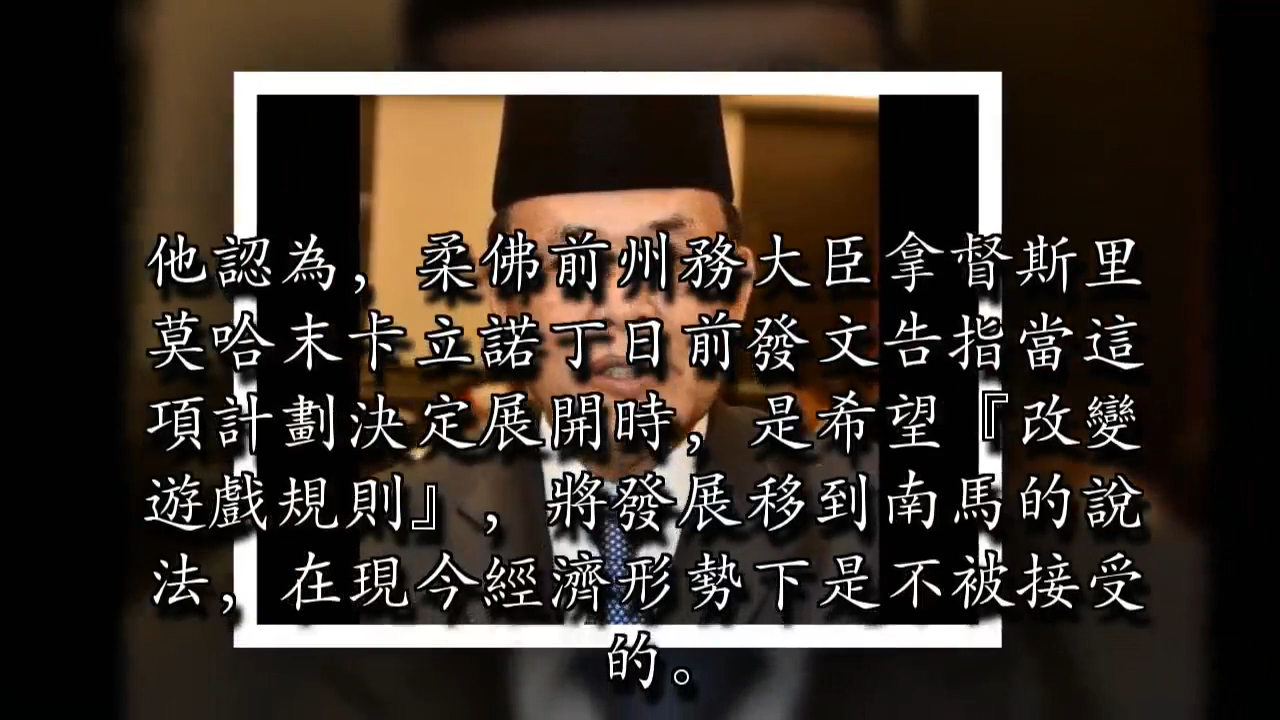 他認為，柔佛前州務大臣拿督斯里
莫哈末卡立諾丁日前發文告指當這
項計劃決定展開時，是希望『改變
遊戲規則』，將發展移到南馬的說
法，在現今經濟形勢下是不被接受
的。